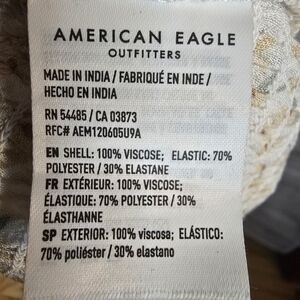 AMERICAN EAGLE
OUTFITTERS
MADE IN INDIA / FABRIQUÉ EN INDE /
HECHO EN INDIA
RN 54485 / CA 03873
RFC# AEM120605U9A
EN SHELL: 100% VISCOSE; ELASTIC: 70%
POLYESTER / 30% ELASTANE
FR EXTÉRIEUR: 100% VISCOSE;
ÉLASTIQUE: 70% POLYESTER / 30%
ÉLASTHANNE
SP EXTERIOR: 100% viscosa; ELÁSTICO:
70% poliéster / 30% elastano